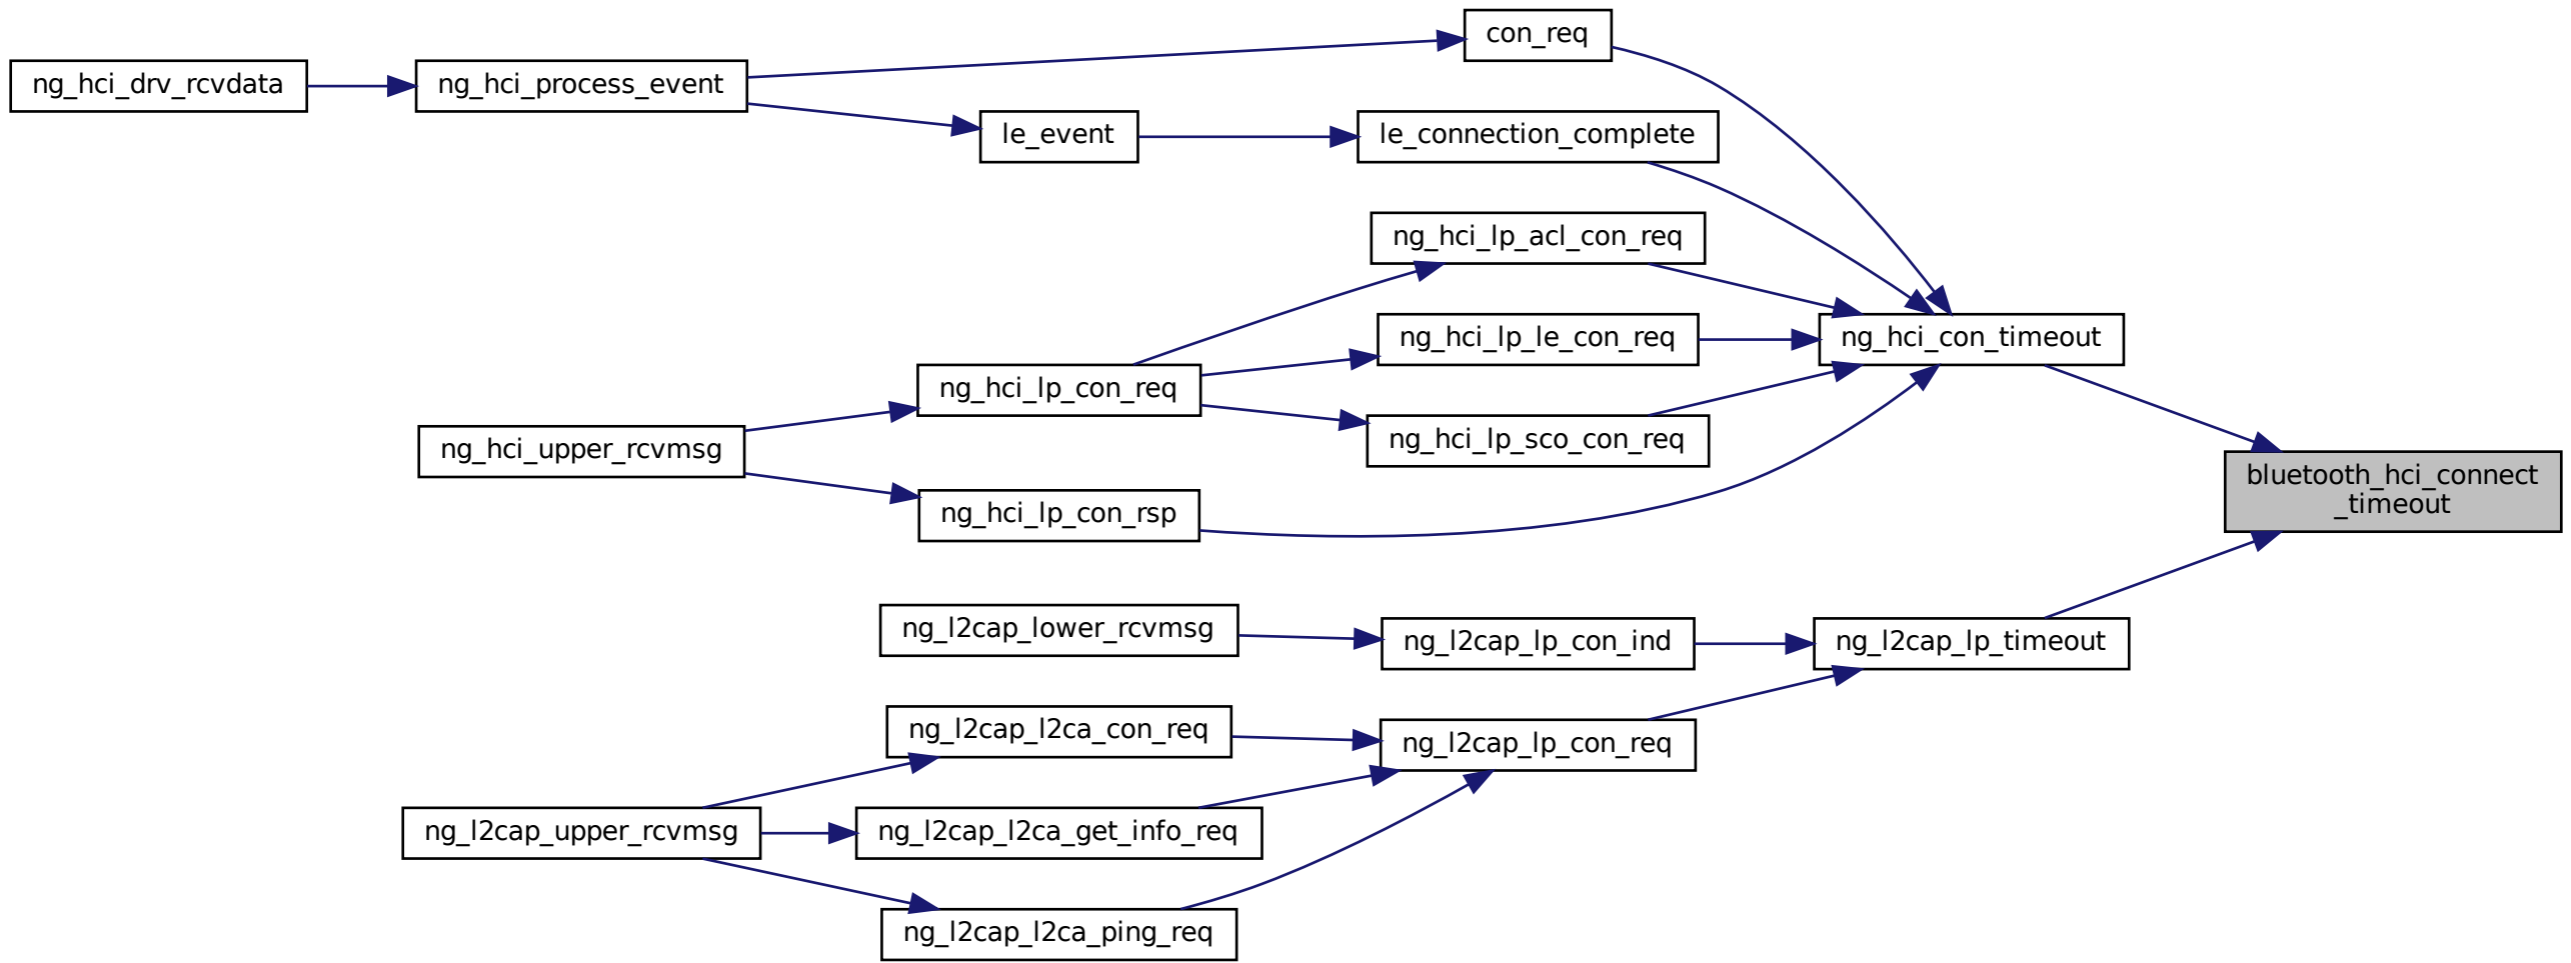 con_req
ng_hci_drv_rcvdata
ng_hci_process_event
le_event
le_connection_complete
ng_hci_lp_acl_con_req
ng_hci_lp_le_con_req
ng_hci_con_timeout
ng_hci_lp_con_req
ng_hci_lp_sco_con_req
ng_hci_upper_rcvmsg
ng_hci_lp_con_rsp
bluetooth_hci_connect
_timeout
ng_l2cap_lower_rcvmsg
ng_l2cap_lp_con_ind
ng_l2cap_lp_timeout
ng_l2cap_l2ca_con_req
ng_l2cap_lp_con_req
ng_l2cap_upper_rcvmsg
ng_l2cap_l2ca_get_info_req
ng_l2cap_l2ca_ping_req